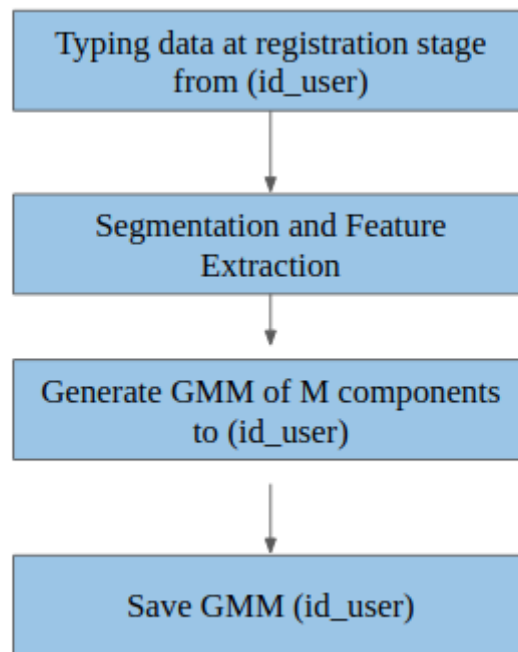 Typing data at registration stage
from (id_user)
Segmentation and Feature
Extraction
Generate GMM of M components
to (id_user)
Save GMM (id_user)